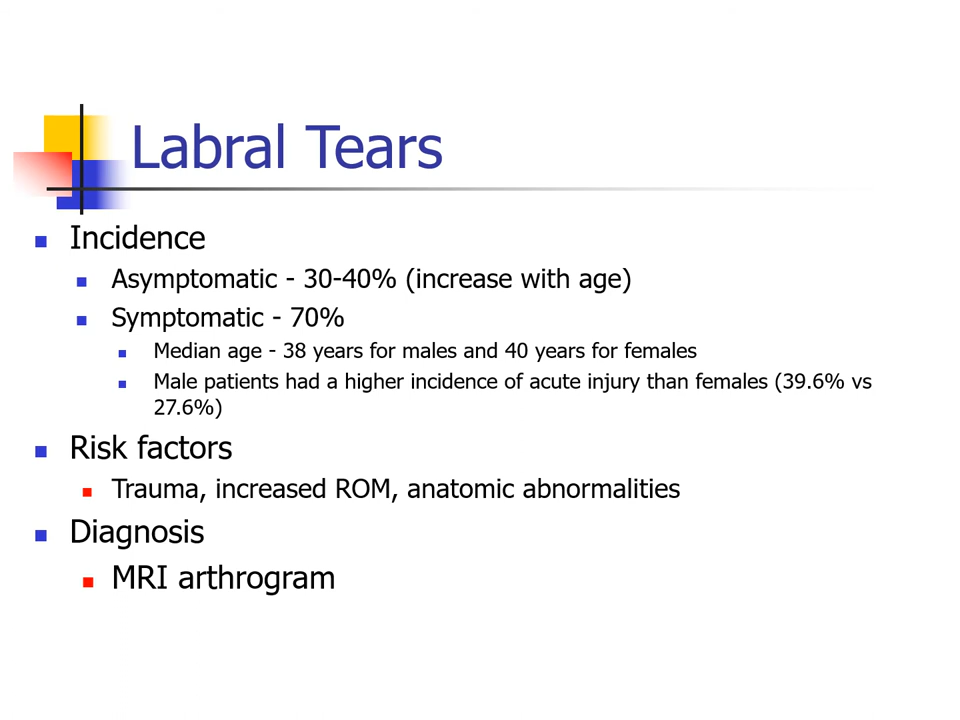 Labral Tears
Incidence
Asymptomatic - 30-40% (increase with age)
Symptomatic - 70%
Median age - 38 years for males and 40 years for females
Male patients had a higher incidence of acute injury than females (39.6% vs
27.6%)
Risk factors
Trauma, increased ROM, anatomic abnormalities
Diagnosis
MRI arthrogram